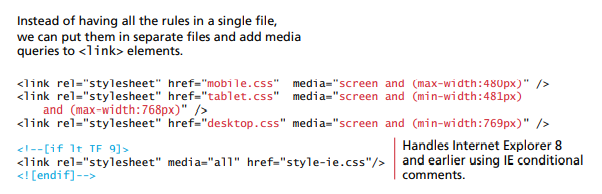 Instead of having all the rules in a single file,
we can put them in separate files and add media
queries to <link> elements.
<link rel="stylesheet" href="mobile.css" media="screen and (max-width:480px)" />
<link rel="stylesheet" href="tablet.css" media="screen and (min-width:481px)
and (max-width:768px)" />
<link rel="stylesheet" href="desktop.css" media="screen and (min-width:769px)" />
<!--[if lt IE 9]>
<link rel="stylesheet" media="all" href="style-ie.css"/>
<![endif]-->
Handles Internet Explorer 8
and earlier using IE conditional
comments.